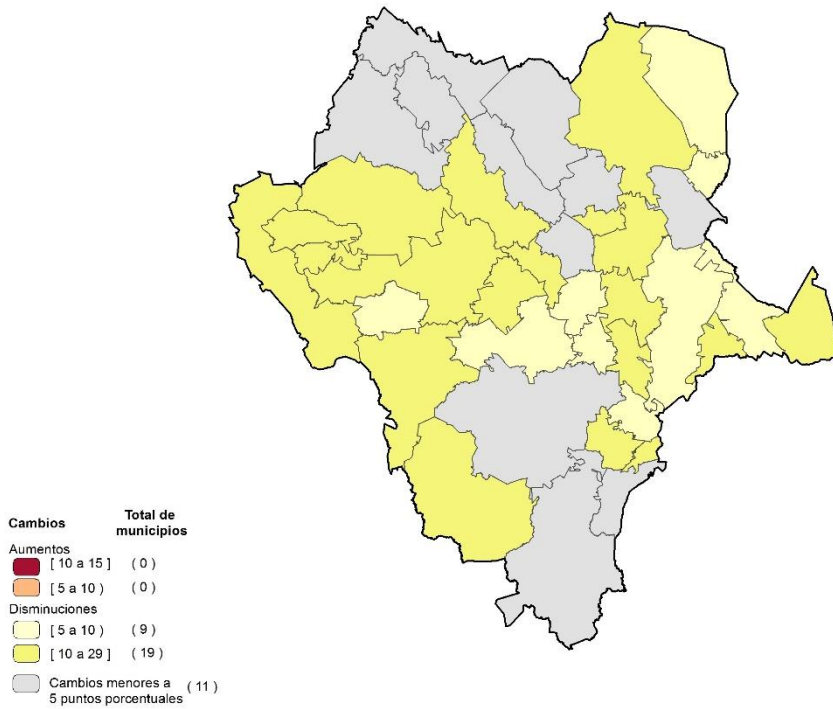 Cambios Total de municipios
Aumentos
[ 10 a 15 ] ( 0 )
[ 5 a 10 ) ( 0 )
Disminuciones
[ 5 a 10 ) ( 9 )
[ 10 a 29 ] ( 19 )
Cambios menores a ( 11 )
5 puntos porcentuales